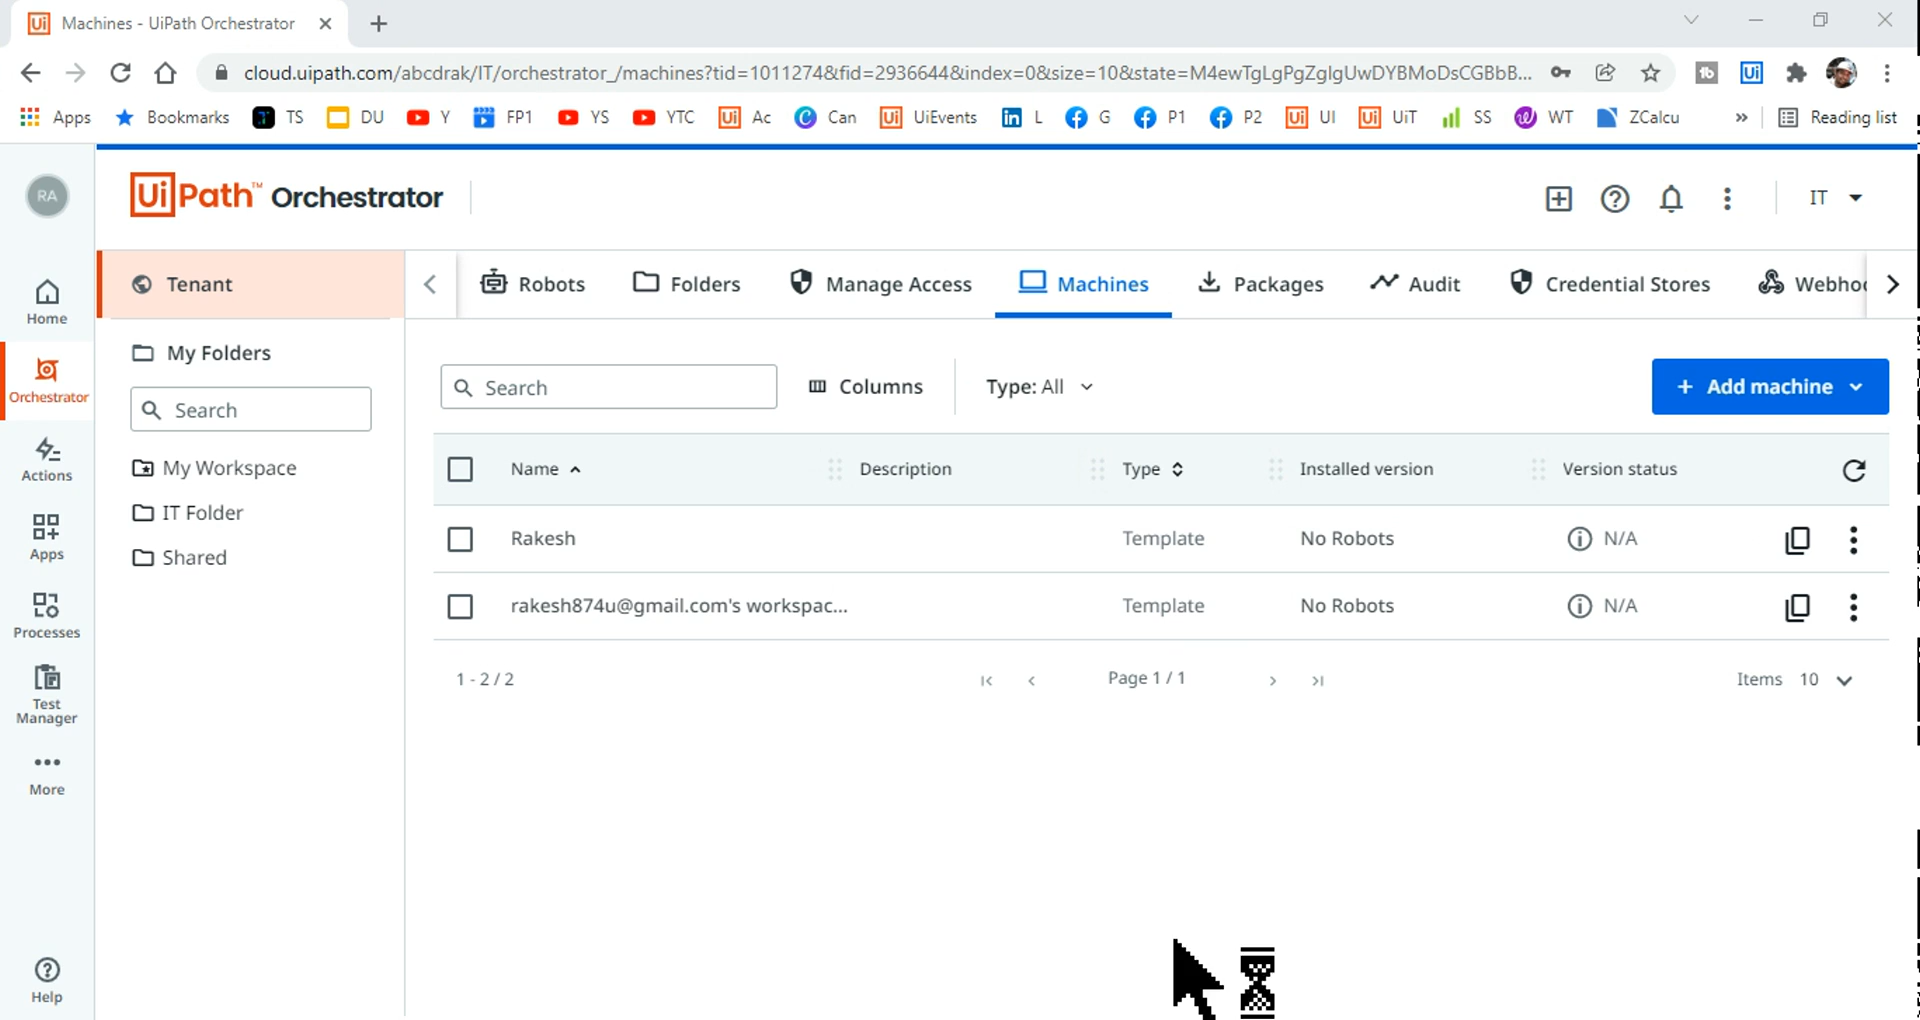 Machines - UiPath Orchestrator
cloud.uipath.com/abcdrak/IT/orchestrator_/machines?tid=1011274&fid=2936644&index=0&size=10&state=M4ewTgLgPgZglgUwDYBMoDsCGBbB...
Apps Bookmarks TS DU Y FP1 YS YTC Ac Can UiEvents L G P1 P2 UI UiT SS WT ZCalcu » Reading list
RA
UiPath™ Orchestrator
IT
Home
Orchestrator
Actions
Apps
Processes
Test
Manager
More
Help
Tenant
My Folders
Search
My Workspace
IT Folder
Shared
Robots Folders Manage Access Machines Packages Audit Credential Stores Webhoo
Search Columns Type: All + Add machine
Name Description Type Installed version Version status
Rakesh Template No Robots N/A
rakesh874u@gmail.com's workspac... Template No Robots N/A
1 - 2 / 2 Page 1 / 1 Items 10